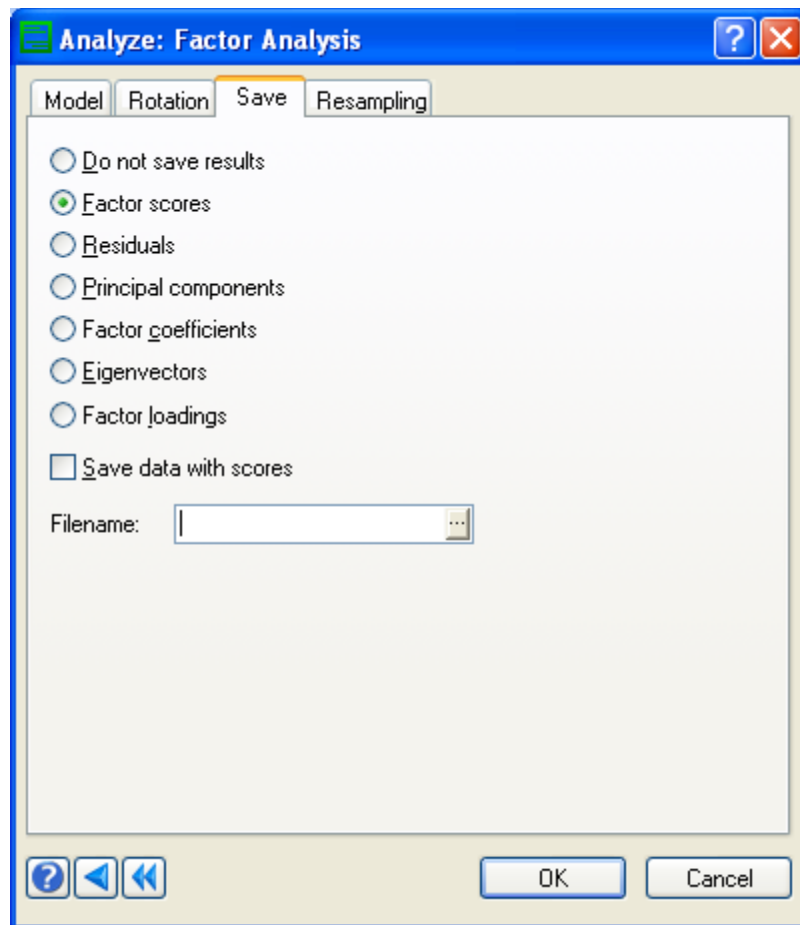 Analyze: Factor Analysis
Model Rotation Save Resampling
Do not save results
Factor scores
Residuals
Principal components
Factor coefficients
Eigenvectors
Factor loadings
Save data with scores
Filename: ...
OK Cancel